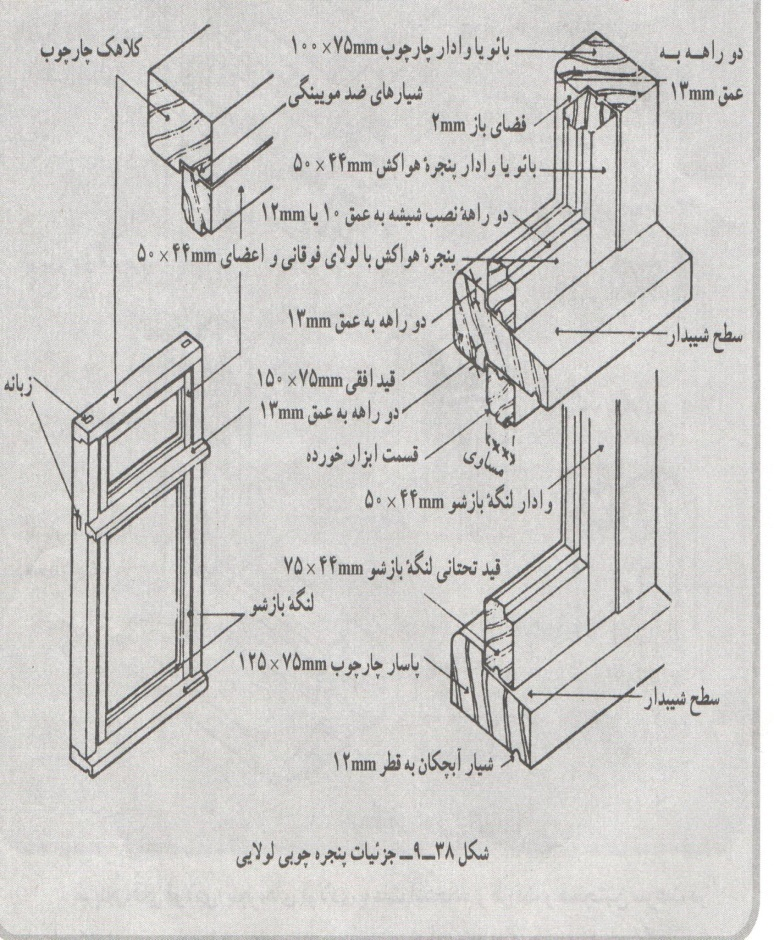 کلاهک چارچوب
بائو یا وادار چارچوب ۱۰۰×۷۵mm
دو راهه به
عمق ۱۳mm
شیارهای ضد مویینگی
فضای باز ۲mm
بائو یا وادار پنجرهٔ هواکش ۵۰×۴۴mm
دو راههٔ نصب شیشه به عمق ۱۰ یا ۱۲mm
پنجرهٔ هواکش با لولای فوقانی و اعضای ۵۰×۴۴mm
دو راهه به عمق ۱۳mm
سطح شیبدار
زبانه
قید افقی ۱۵۰×۷۵mm
دو راهه به عمق ۱۳mm
قسمت ابزار خورده
xx
مساوی
وادار لنگهٔ بازشو ۵۰×۴۴mm
قید تحتانی لنگهٔ بازشو ۷۵×۴۴mm
لنگهٔ بازشو
پاسار چارچوب ۱۲۵×۷۵mm
سطح شیبدار
شیار آبچکان به قطر ۱۲mm
شکل ۳۸ــ۹ــ جزئیات پنجره چوبی لولایی